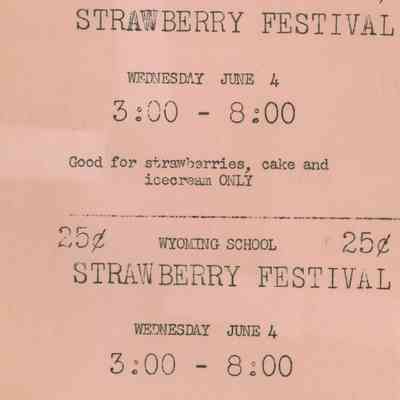 STRAWBERRY FESTIVAL
WEDNESDAY JUNE 4
3:00 - 8:00
Good for strawberries, cake and
icecream ONLY
25¢ WYOMING SCHOOL 25¢
STRAWBERRY FESTIVAL
WEDNESDAY JUNE 4
3:00 - 8:00